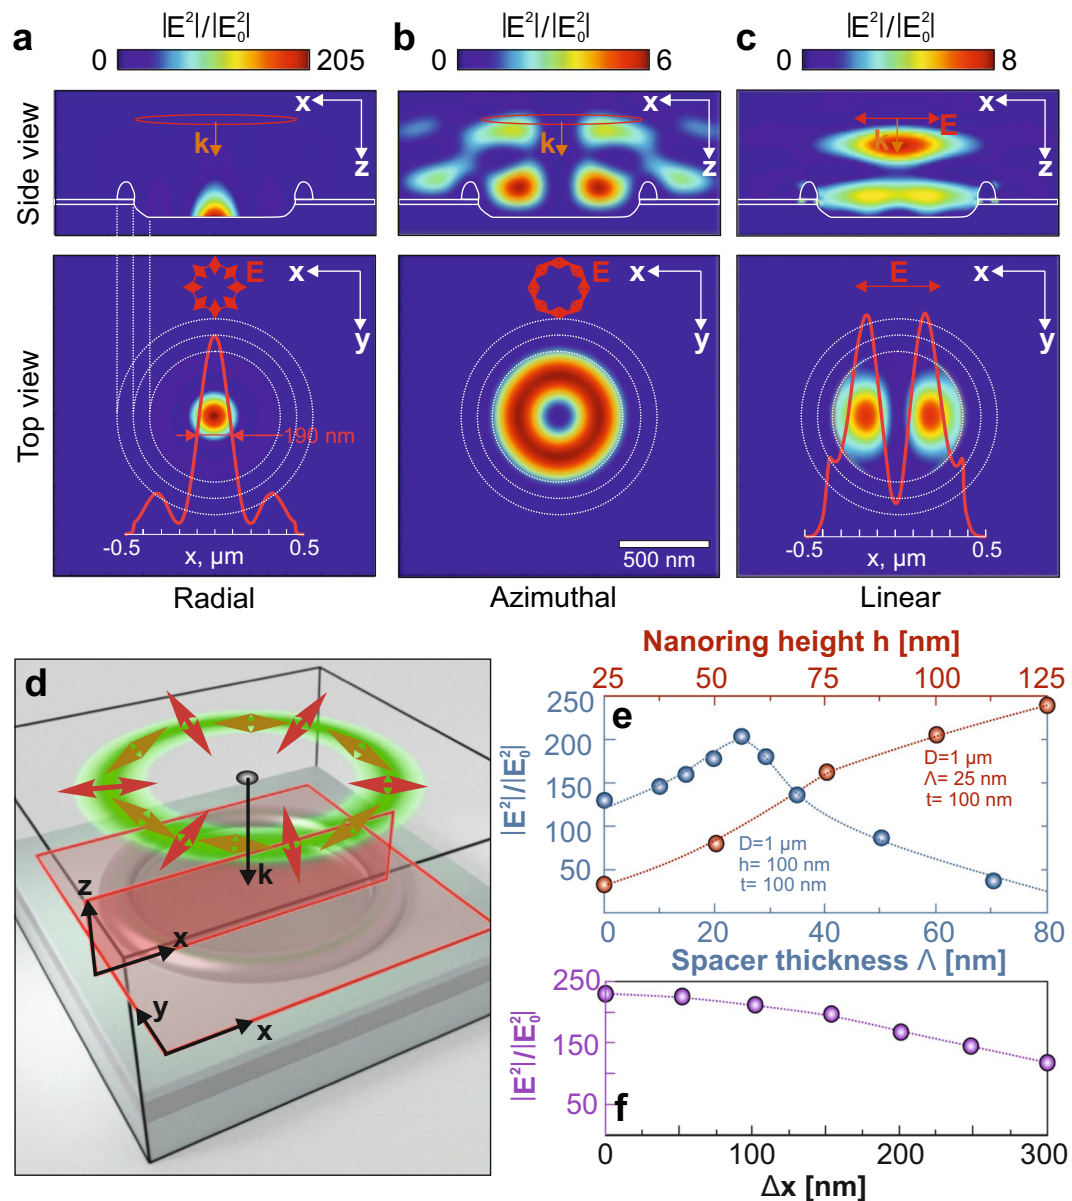 a
|E²|/|E₀²|
0
205
b
|E²|/|E₀²|
0
6
c
|E²|/|E₀²|
0
8
Side view
x
k
z
x
k
z
x
E
k
z
Top view
E
x
y
190 nm
-0.5
0.5
x, µm
E
x
y
500 nm
E
x
y
-0.5
0.5
x, µm
Radial
Azimuthal
Linear
d
k
z
x
y
x
Nanoring height h [nm]
25 50 75 100 125
e
|E²|/|E₀²|
250
200
150
100
50
D=1 µm
Λ= 25 nm
t= 100 nm
D=1 µm
h= 100 nm
t= 100 nm
0 20 40 60 80
Spacer thickness Λ [nm]
|E²|/|E₀²|
250
150
50
f
0 100 200 300
Δx [nm]